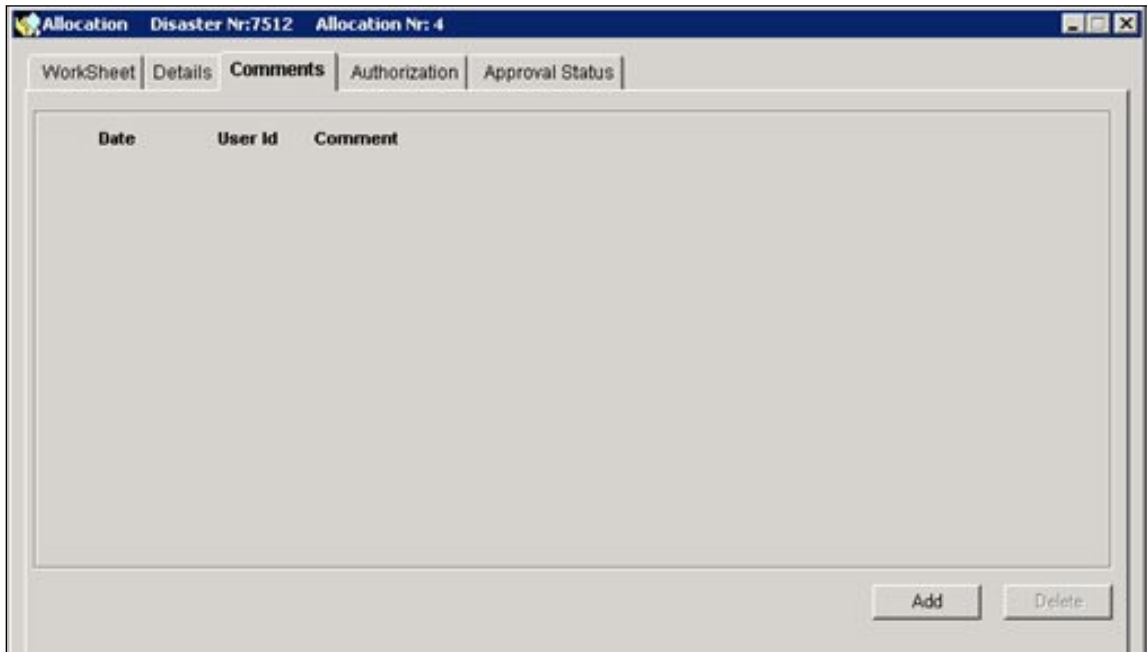 Allocation Disaster Nr:7512 Allocation Nr: 4
WorkSheet Details Comments Authorization Approval Status
Date User Id Comment
Add Delete